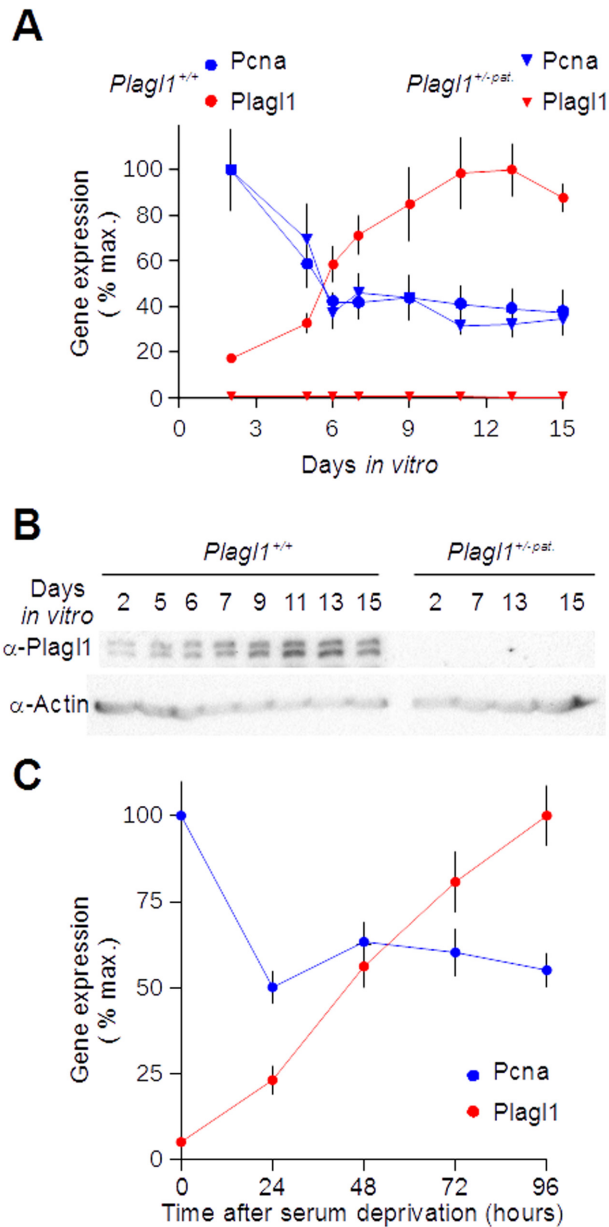 A
Plagl1+/+ Pcna Plagl1+/-pat. Pcna
Plagl1 Plagl1
Gene expression
( % max.)
100
80
60
40
20
0
0 3 6 9 12 15
Days in vitro
B
Plagl1+/+ Plagl1+/-pat.
Days
in vitro 2 5 6 7 9 11 13 15 2 7 13 15
α-Plagl1
α-Actin
C
Gene expression
( % max.)
100
75
50
25
0
Pcna
Plagl1
0 24 48 72 96
Time after serum deprivation (hours)